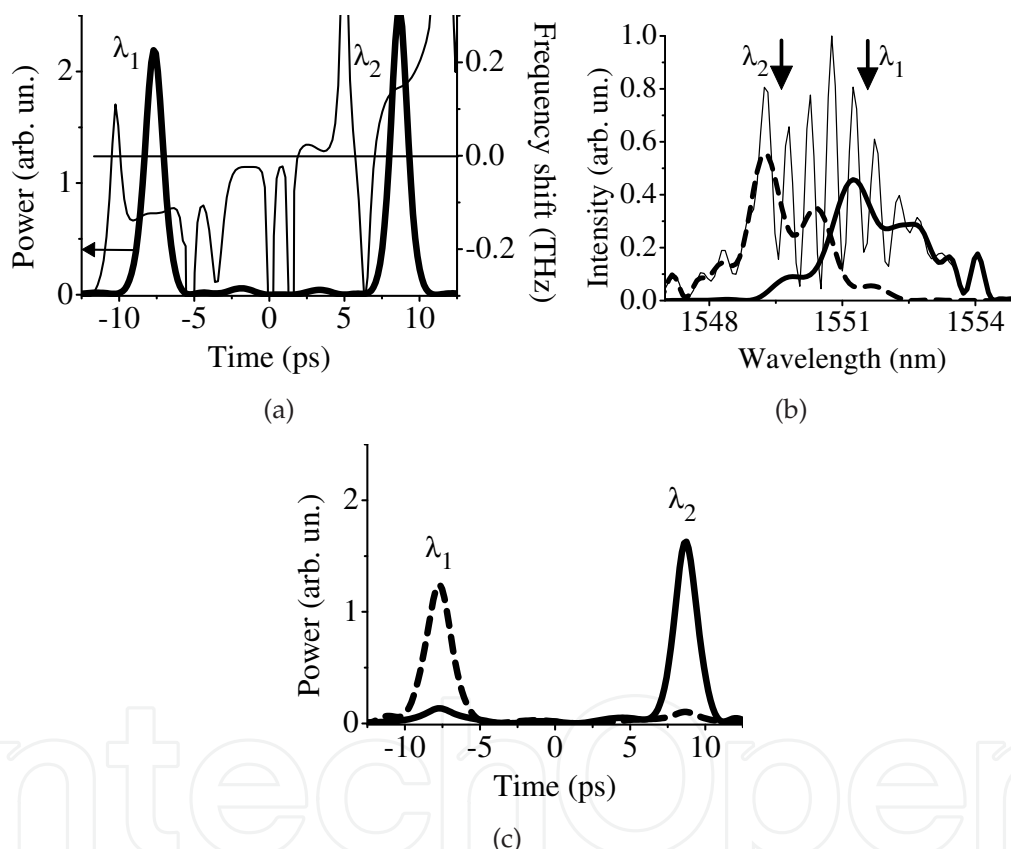 λ1
λ2
2
1
0
Power (arb. un.)
0.2
0.0
-0.2
Frequency shift (THz)
-10 -5 0 5 10
Time (ps)
(a)
λ2
λ1
1.0
0.8
0.6
0.4
0.2
0.0
Intensity (arb. un.)
1548 1551 1554
Wavelength (nm)
(b)
λ1
λ2
2
1
0
Power (arb. un.)
-10 -5 0 5 10
Time (ps)
(c)
ntechOpen